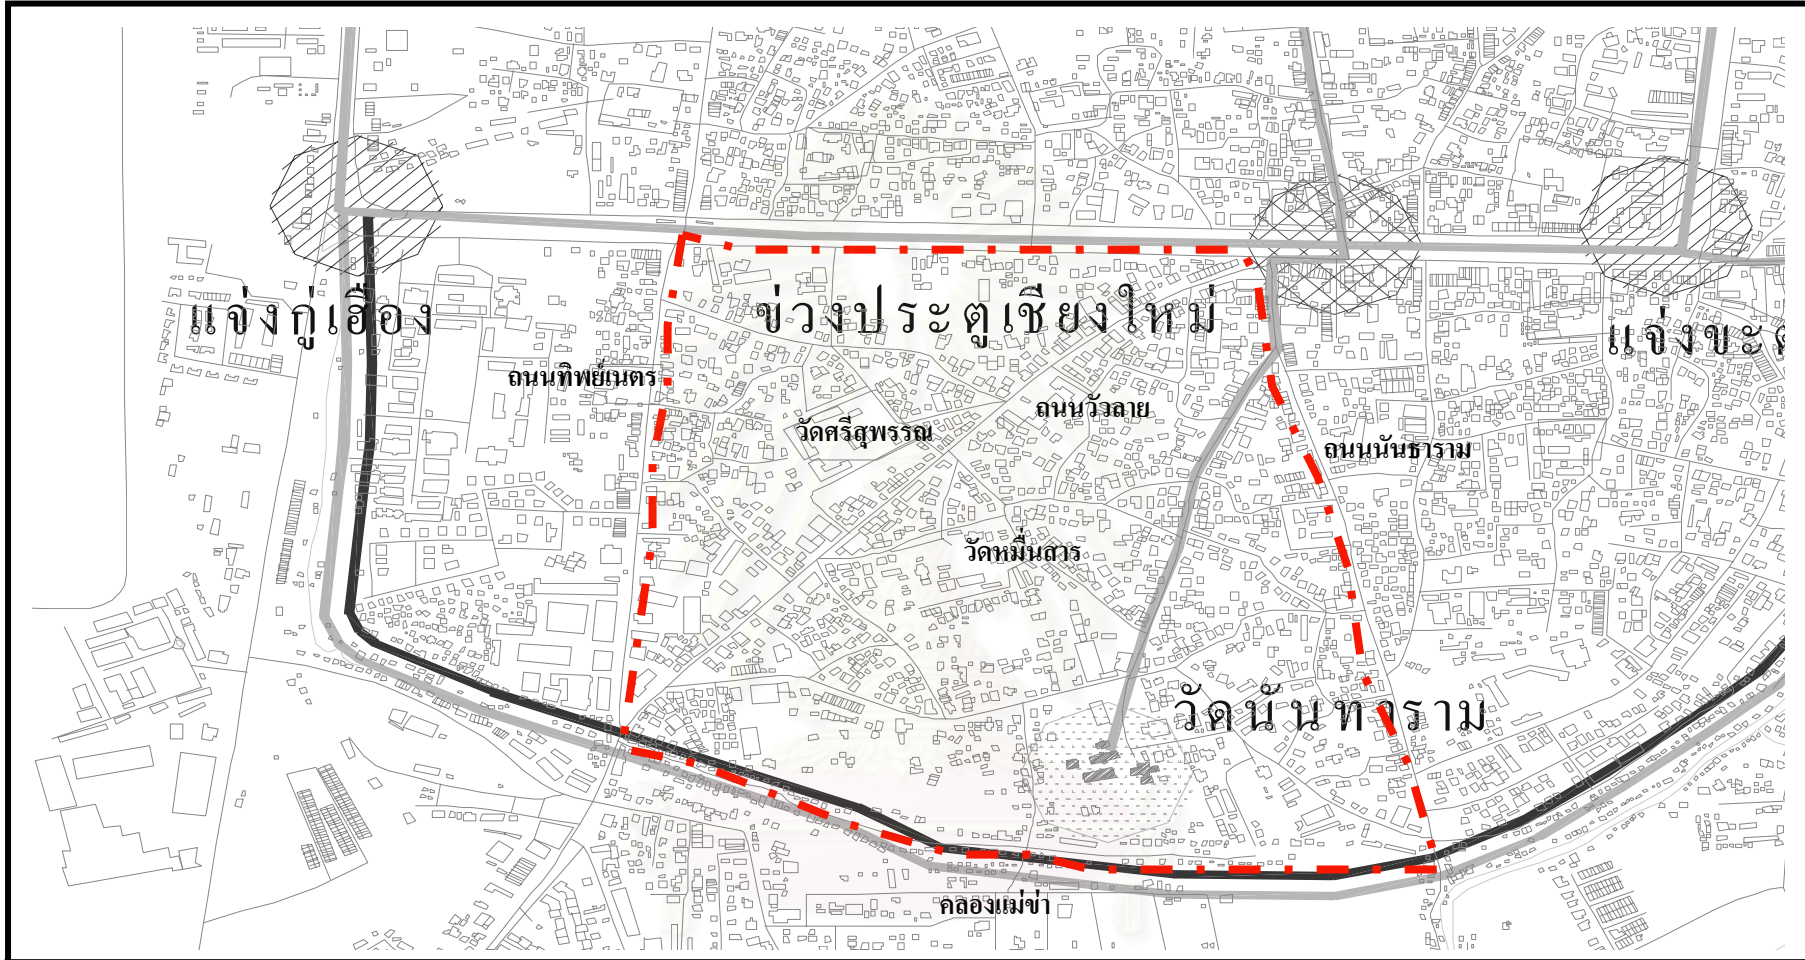 แจ่งกู่เฮือง
ข่วงประตูเชียงใหม่
ถนนทิพย์เนตร
ถนนวัวลาย
วัดศรีสุพรรณ
ถนนนันธาราม
วัดหมื่นสาร
วัดนันทาราม
คลองแม่ข่า